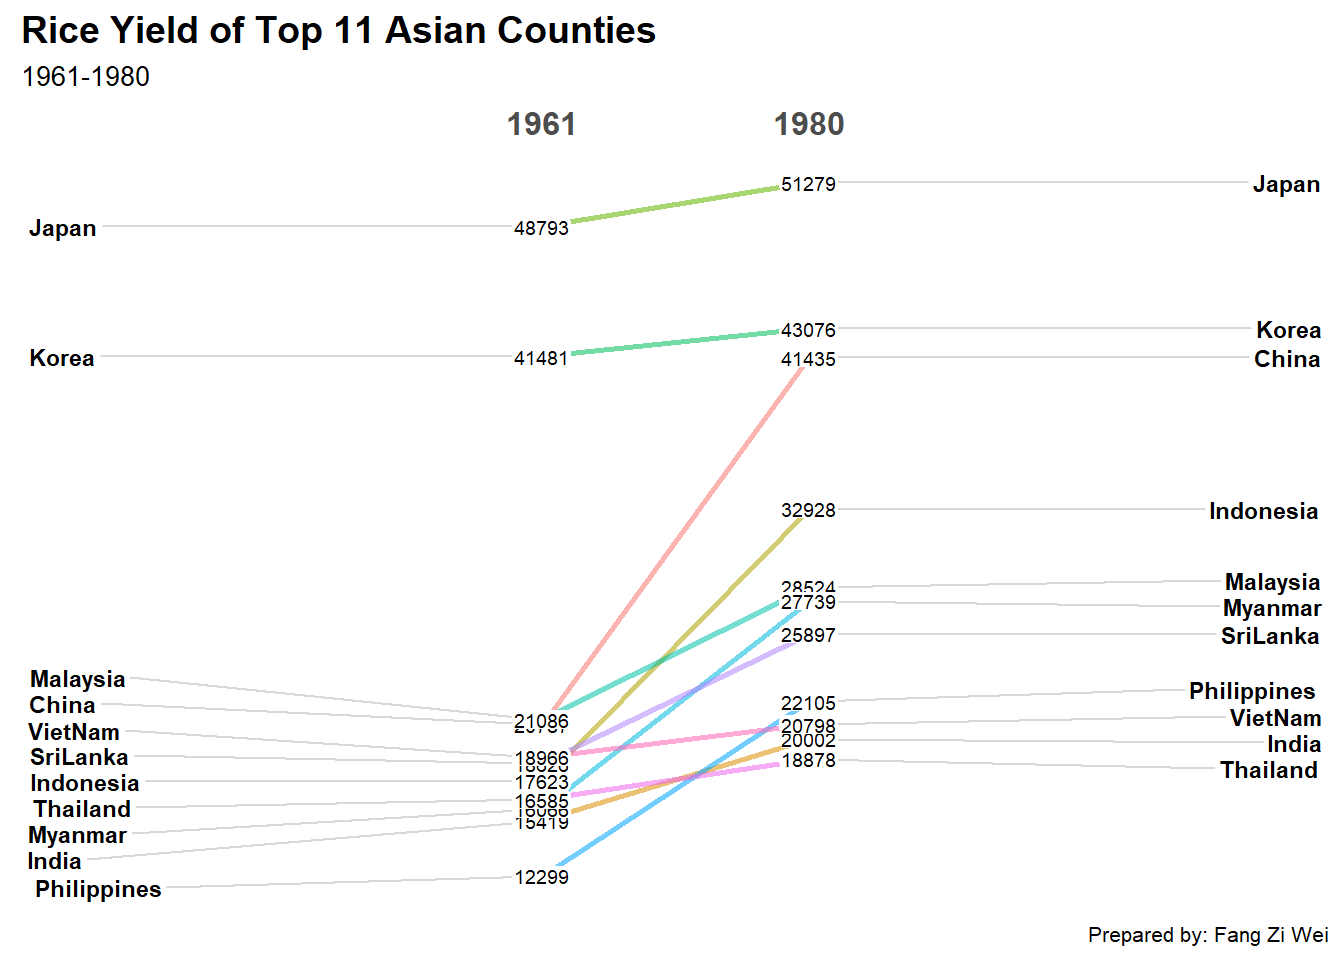 Rice Yield of Top 11 Asian Counties
1961-1980
1961 1980
51279 Japan
Japan 48793
43076 Korea
Korea 41481
41435 China
32928 Indonesia
28524 Malaysia
27739 Myanmar
25897 SriLanka
Malaysia
22105 Philippines
China 21086
20798 VietNam
VietNam
20002 India
SriLanka 18966
18878 Thailand
Indonesia 17623
Thailand 16585
Myanmar
15419
India
12299
Philippines
Prepared by: Fang Zi Wei